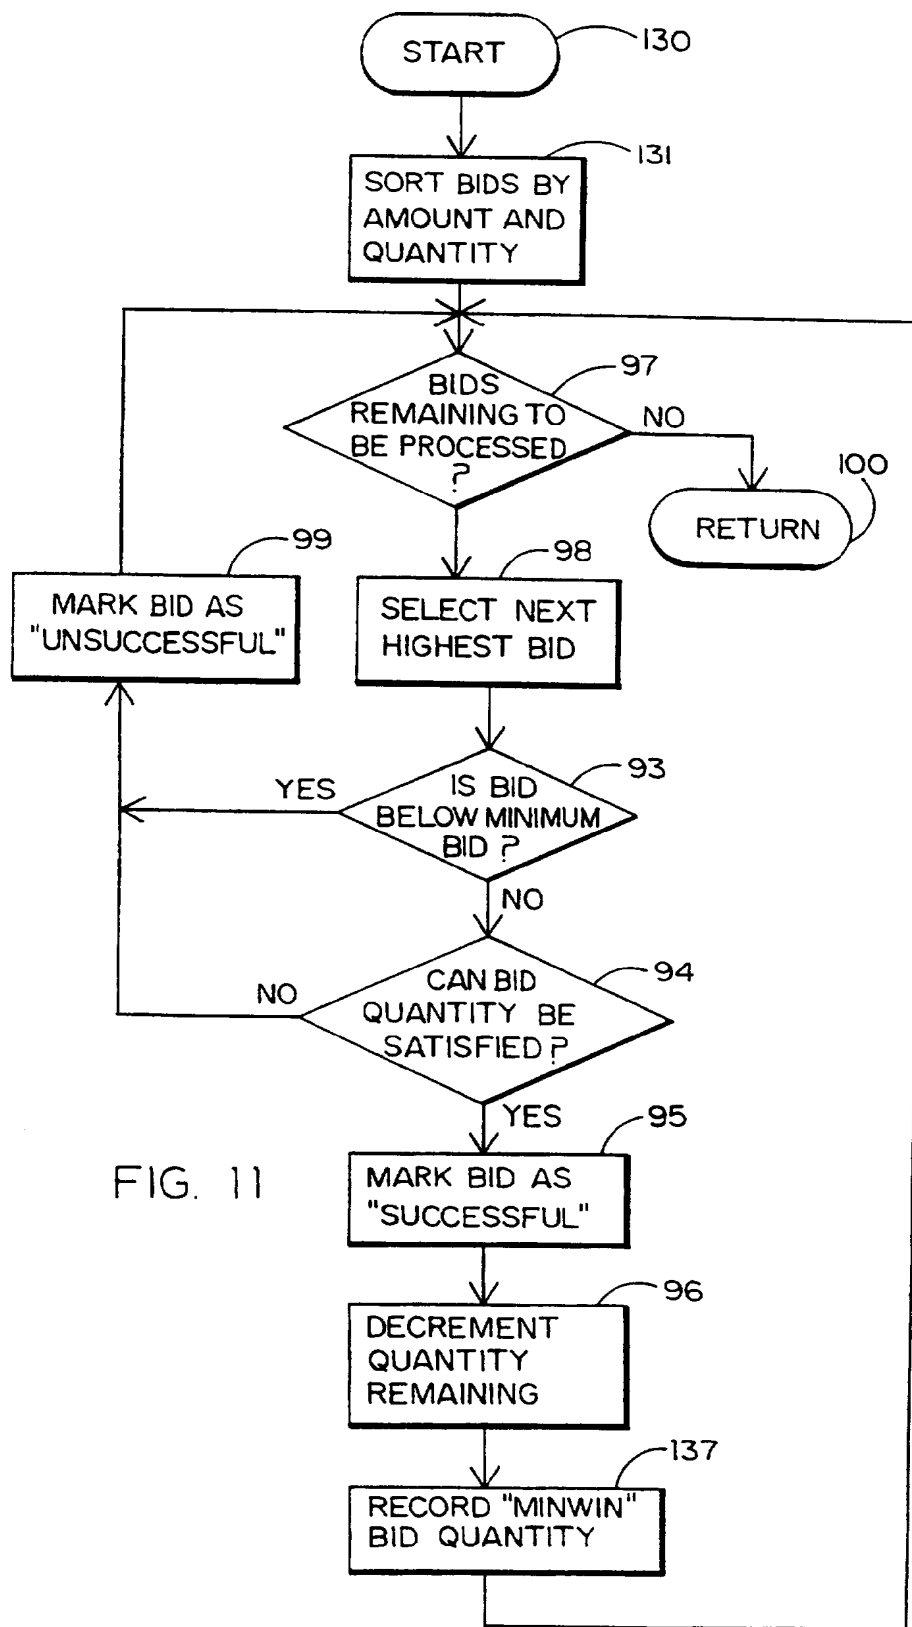 START
130
131
SORT BIDS BY
AMOUNT AND
QUANTITY
97
BIDS
REMAINING TO
BE PROCESSED
?
NO
100
RETURN
99
MARK BID AS
"UNSUCCESSFUL"
98
SELECT NEXT
HIGHEST BID
93
YES
IS BID
BELOW MINIMUM
BID ?
NO
94
NO
CAN BID
QUANTITY BE
SATISFIED ?
YES
95
FIG. 11
MARK BID AS
"SUCCESSFUL"
96
DECREMENT
QUANTITY
REMAINING
137
RECORD "MINWIN"
BID QUANTITY